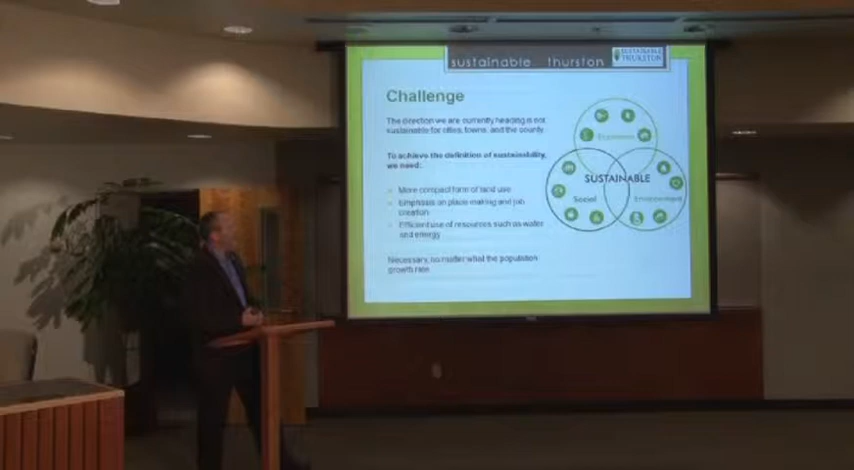 sustainable thurston
SUSTAINABLE
THURSTON
Challenge
The direction we are currently heading is not
sustainable for cities, towns, and the county.
To achieve the definition of sustainability,
we need:
More compact form of land use
Emphasis on place making and job
creation
Efficient use of resources such as water
and energy
Necessary, no matter what the population
growth rate
Economic
SUSTAINABLE
Social
Environment